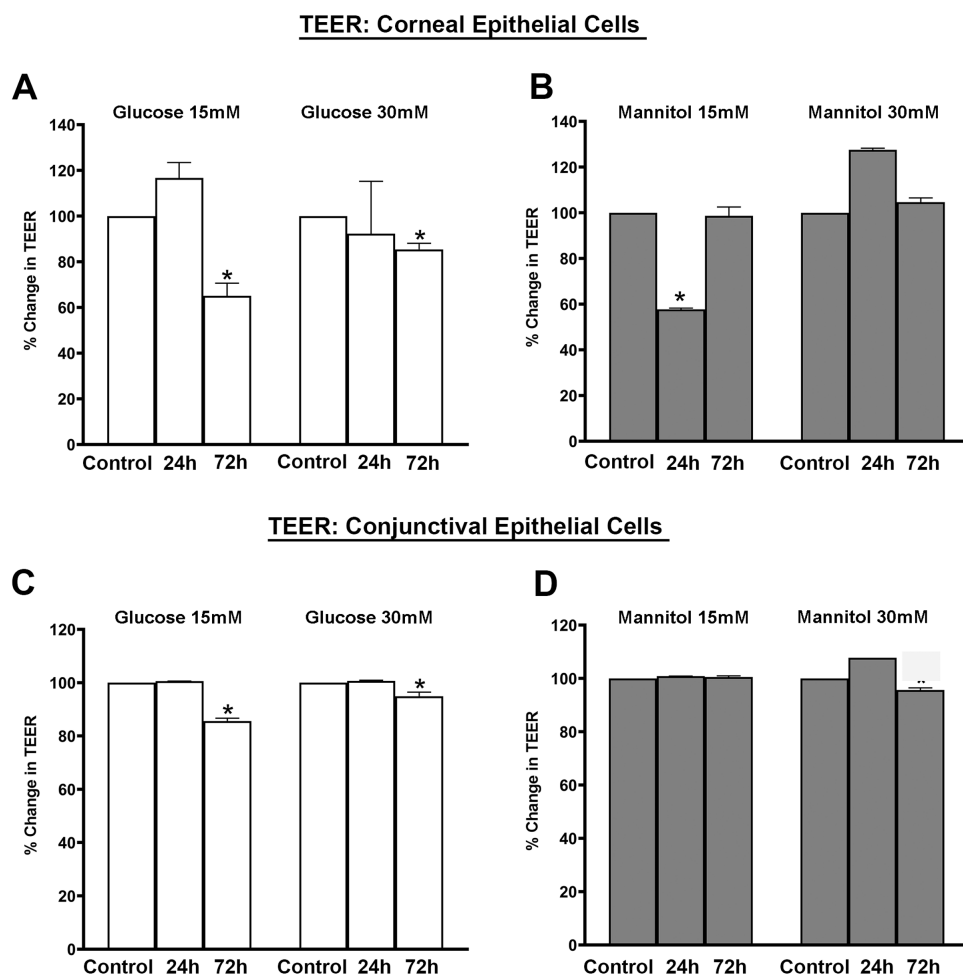 TEER: Corneal Epithelial Cells
A
Glucose 15mM Glucose 30mM
140
120
100
80
60
40
20
0
% Change in TEER
*
*
Control 24h 72h Control 24h 72h
B
Mannitol 15mM Mannitol 30mM
140
120
100
80
60
40
20
0
% Change in TEER
*
Control 24h 72h Control 24h 72h
TEER: Conjunctival Epithelial Cells
C
Glucose 15mM Glucose 30mM
120
100
80
60
40
20
0
% Change in TEER
*
*
Control 24h 72h Control 24h 72h
D
Mannitol 15mM Mannitol 30mM
120
100
80
60
40
20
0
% Change in TEER
Control 24h 72h Control 24h 72h